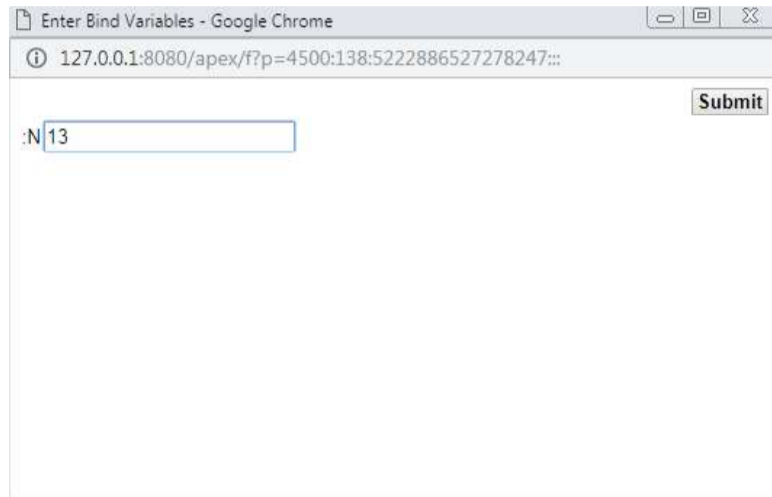 Enter Bind Variables - Google Chrome
127.0.0.1:8080/apex/f?p=4500:138:5222886527278247:::
Submit
:N 13